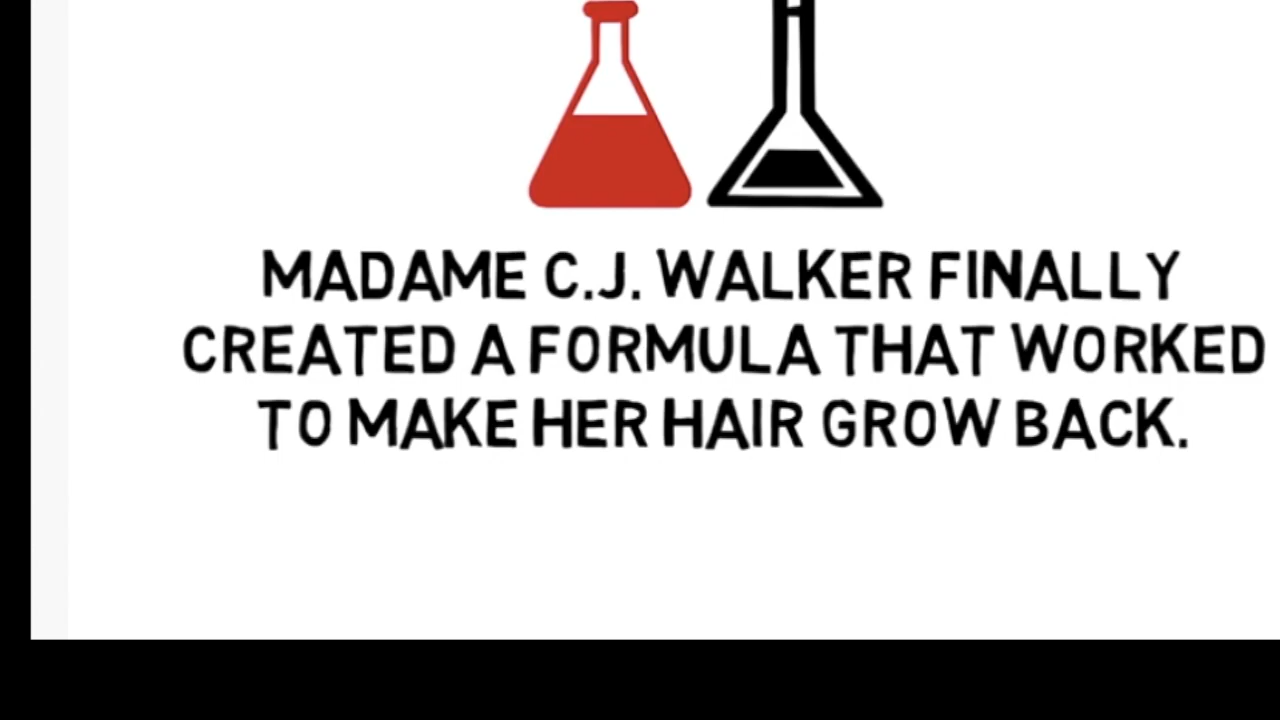 MADAME C.J. WALKER FINALLY
CREATED A FORMULA THAT WORKED
TO MAKE HER HAIR GROW BACK.